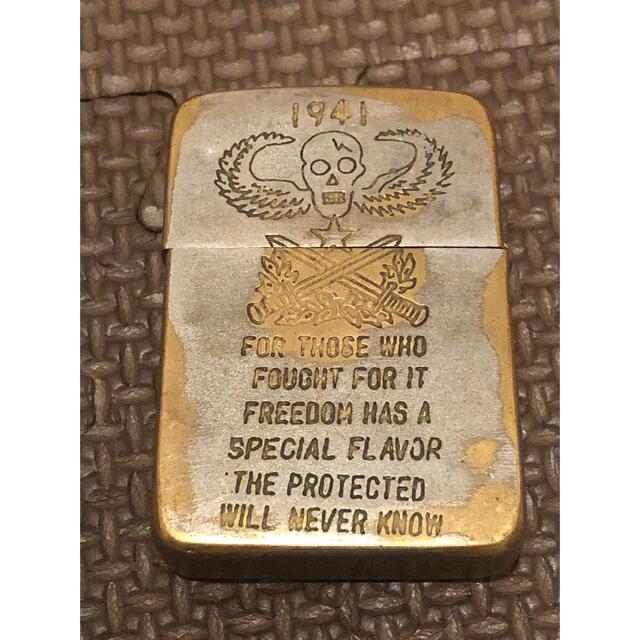 1941
FOR THOSE WHO
FOUGHT FOR IT
FREEDOM HAS A
SPECIAL FLAVOR
THE PROTECTED
WILL NEVER KNOW